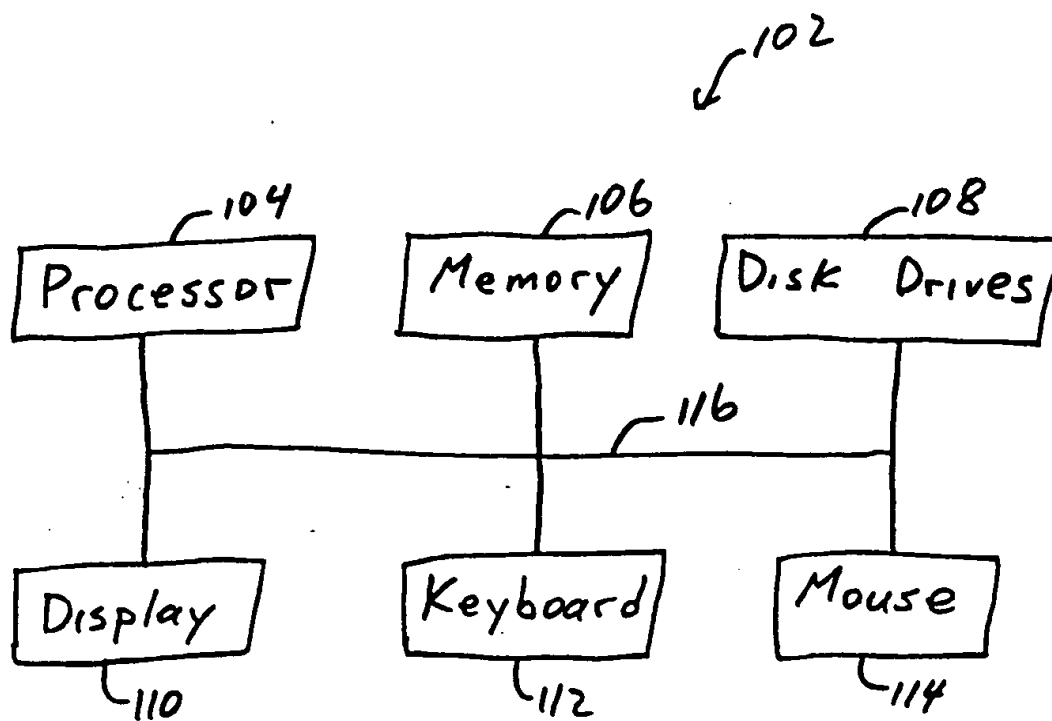 102
104 106 108
Processor Memory Disk Drives
116
Display Keyboard Mouse
110 112 114